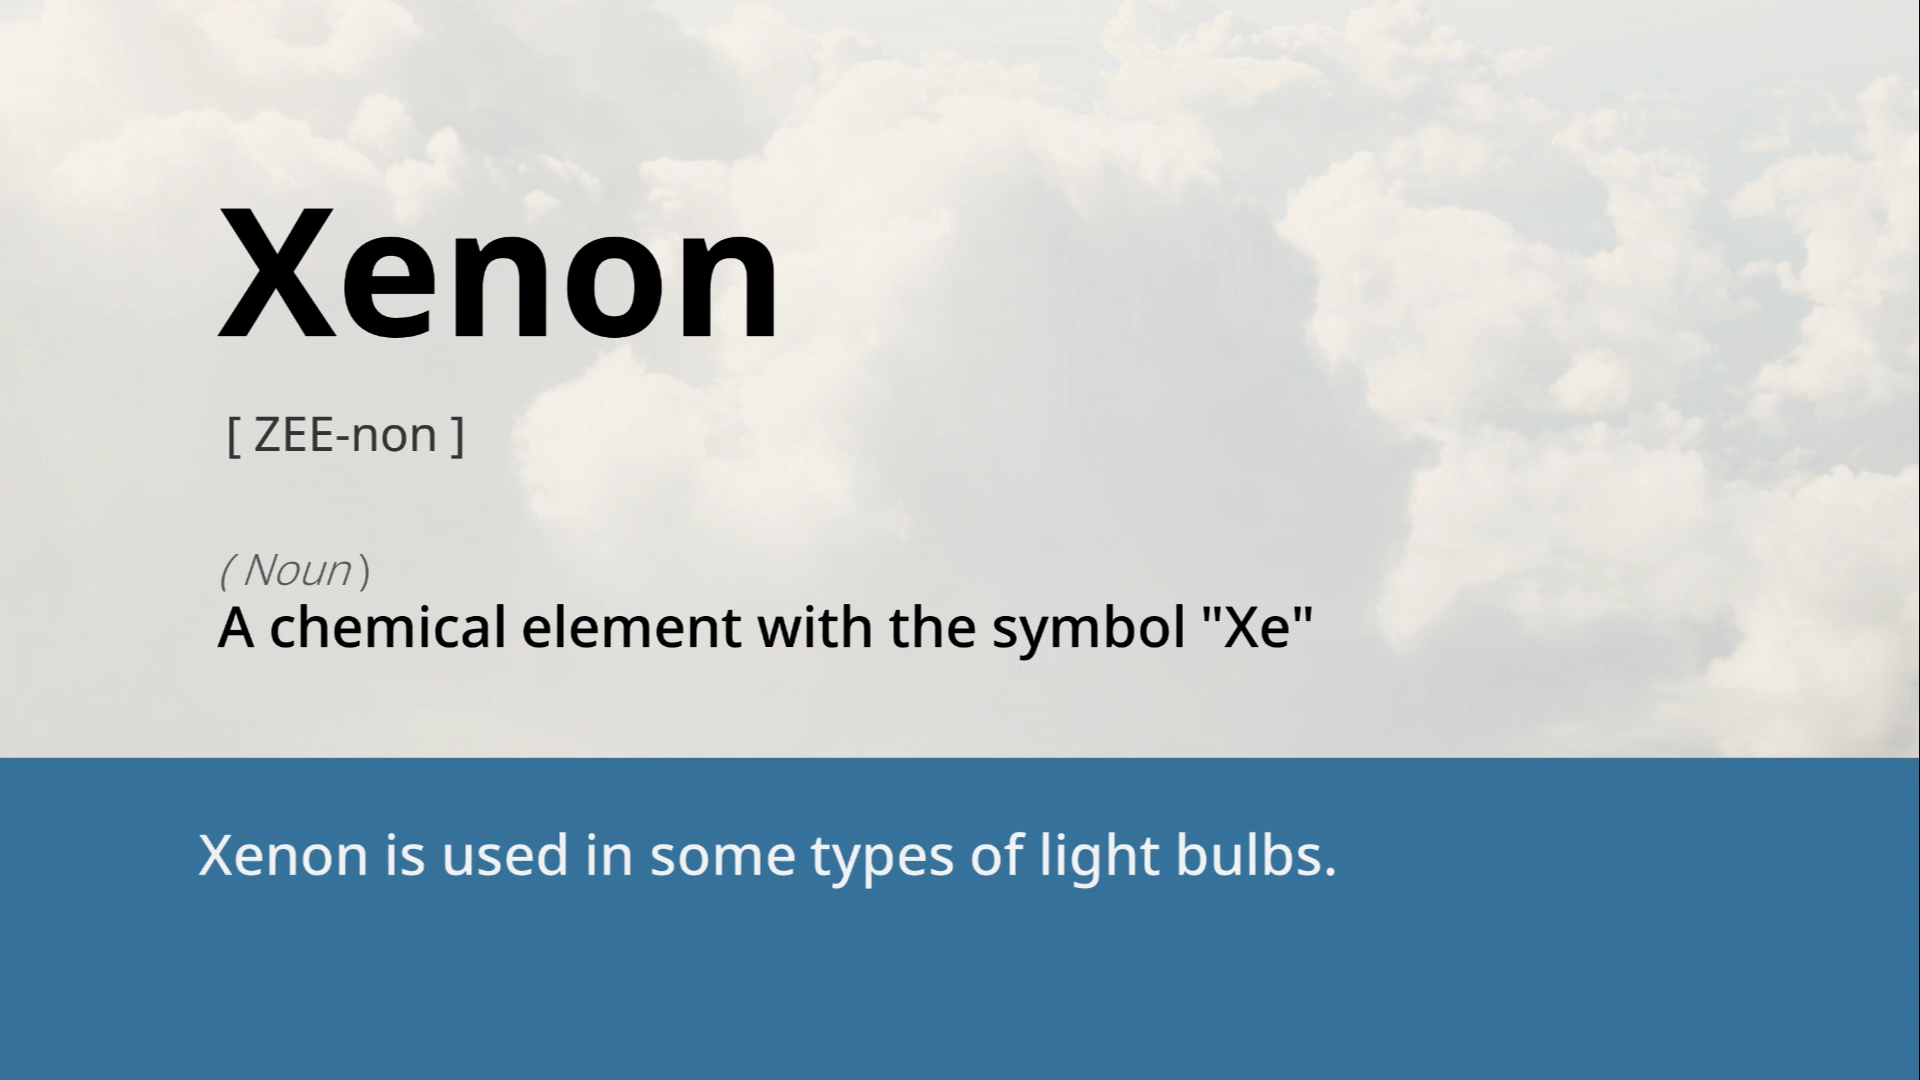 Xenon
[ ZEE-non ]
( Noun )
A chemical element with the symbol "Xe"
Xenon is used in some types of light bulbs.